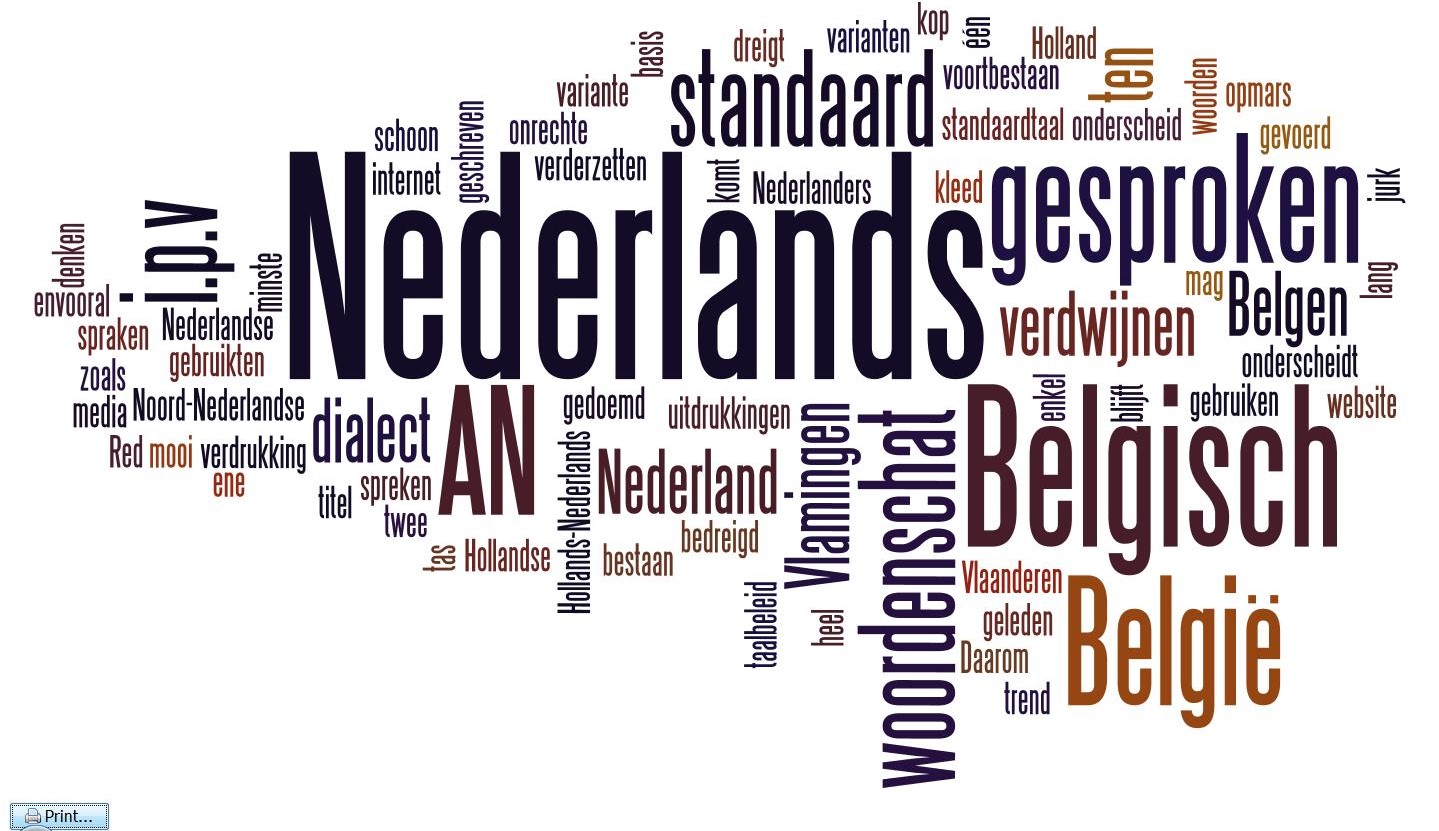 kop
één
varianten
Holland
dreigt
basis
ten
standaard
voortbestaan
woorden
opmars
variante
geschreven
onrechte
standaardtaal
onderscheid
gevoerd
schoon
internet
verderzetten
komt
Nederlanders
kleed
gesproken
jurk
Nederlands
i.p.v
denken
envooral
minste
mag
Belgen
lang
spraken
Nederlandse
verdwijnen
gebruikten
onderscheidt
zoals
media
Noord-Nederlandse
dialect
AN
gedoemd
uitdrukkingen
Vlamingen
woordenschat
Belgisch
enkel
blijft
gebruiken
website
Red
mooi
verdrukking
ene
titel
spreken
twee
Hollands-Nederlands
Nederland
tas
Hollandse
bestaan
bedreigd
Vlaanderen
België
taalbeleid
heel
geleden
Daarom
trend
Print...